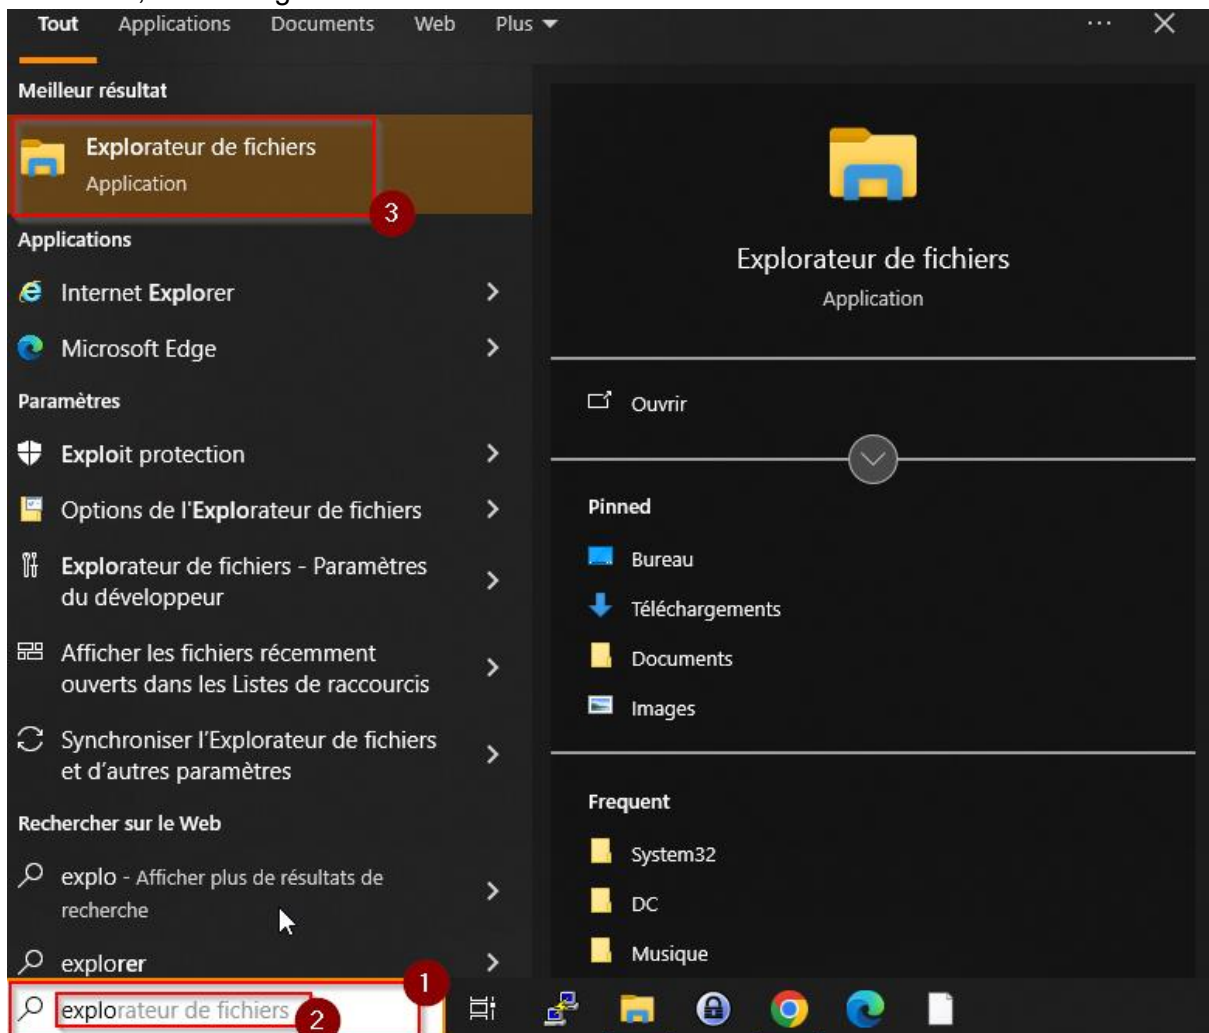 Tout Applications Documents Web Plus
Meilleur résultat
Explorateur de fichiers
Application
3
Applications
Internet Explorer
Microsoft Edge
Paramètres
Exploit protection
Options de l'Explorateur de fichiers
Explorateur de fichiers - Paramètres
du développeur
Afficher les fichiers récemment
ouverts dans les Listes de raccourcis
Synchroniser l'Explorateur de fichiers
et d'autres paramètres
Rechercher sur le Web
explo - Afficher plus de résultats de
recherche
explorer
1
explorateur de fichiers
2
Explorateur de fichiers
Application
Ouvrir
Pinned
Bureau
Téléchargements
Documents
Images
Frequent
System32
DC
Musique